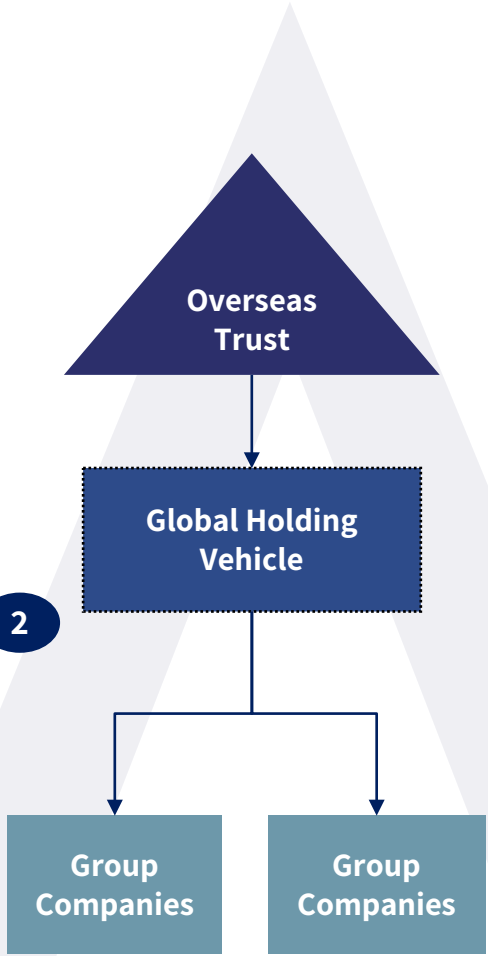 Overseas
Trust
Global Holding
Vehicle
2
Group
Companies
Group
Companies